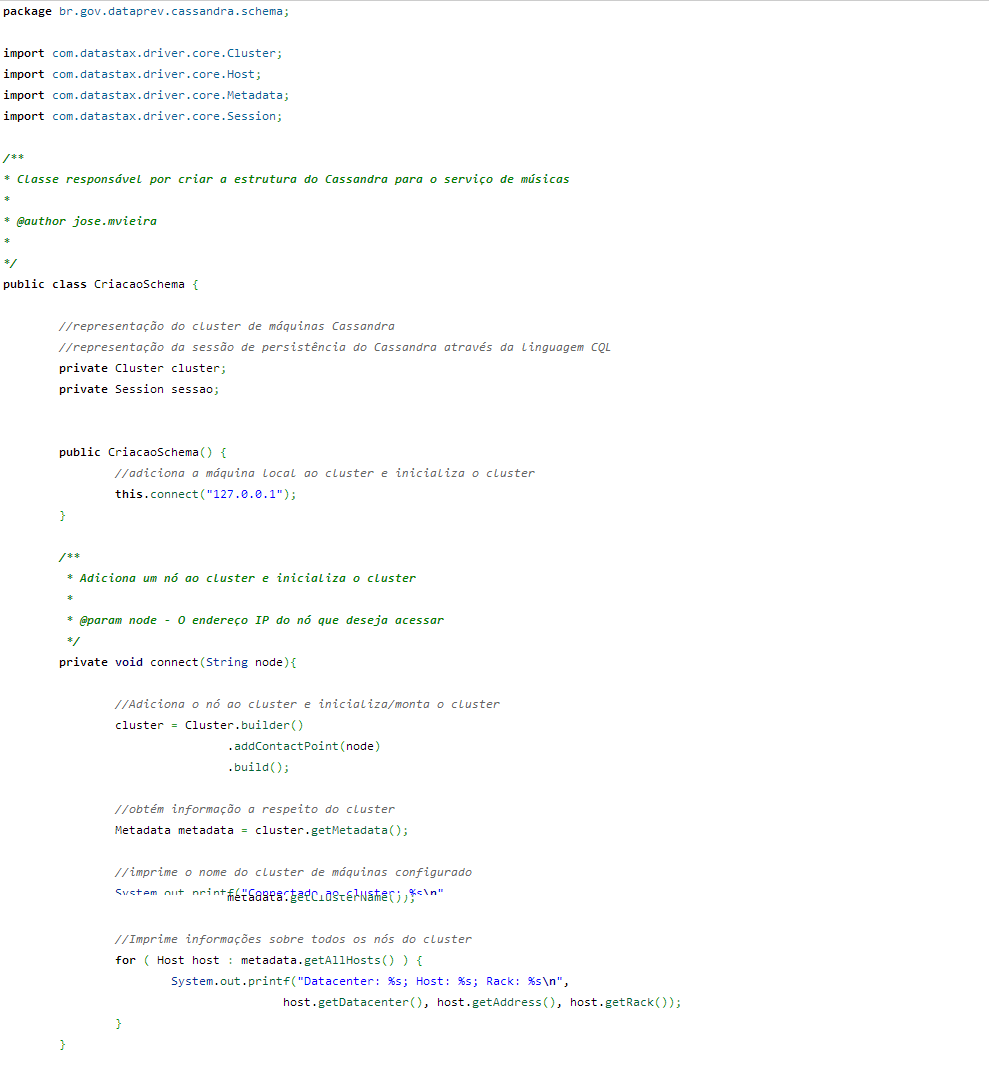 package br.gov.dataprev.cassandra.schema;
import com.datastax.driver.core.Cluster;
import com.datastax.driver.core.Host;
import com.datastax.driver.core.Metadata;
import com.datastax.driver.core.Session;
/**
* Classe responsável por criar a estrutura do Cassandra para o serviço de músicas
*
* @author jose.mvieira
*
*/
public class CriacaoSchema {
//representação do cluster de máquinas Cassandra
//representação da sessão de persistência do Cassandra através da linguagem CQL
private Cluster cluster;
private Session sessao;
public CriacaoSchema() {
//adiciona a máquina local ao cluster e inicializa o cluster
this.connect("127.0.0.1");
}
/**
* Adiciona um nó ao cluster e inicializa o cluster
*
* @param node - O endereço IP do nó que deseja acessar
*/
private void connect(String node){
//Adiciona o nó ao cluster e inicializa/monta o cluster
cluster = Cluster.builder()
.addContactPoint(node)
.build();
//obtém informação a respeito do cluster
Metadata metadata = cluster.getMetadata();
//imprime o nome do cluster de máquinas configurado
System.out.printf("Connectado ao cluster: %s\n"
metadata.getClusterName());
//Imprime informações sobre todos os nós do cluster
for ( Host host : metadata.getAllHosts() ) {
System.out.printf("Datacenter: %s; Host: %s; Rack: %s\n",
host.getDatacenter(), host.getAddress(), host.getRack());
}
}